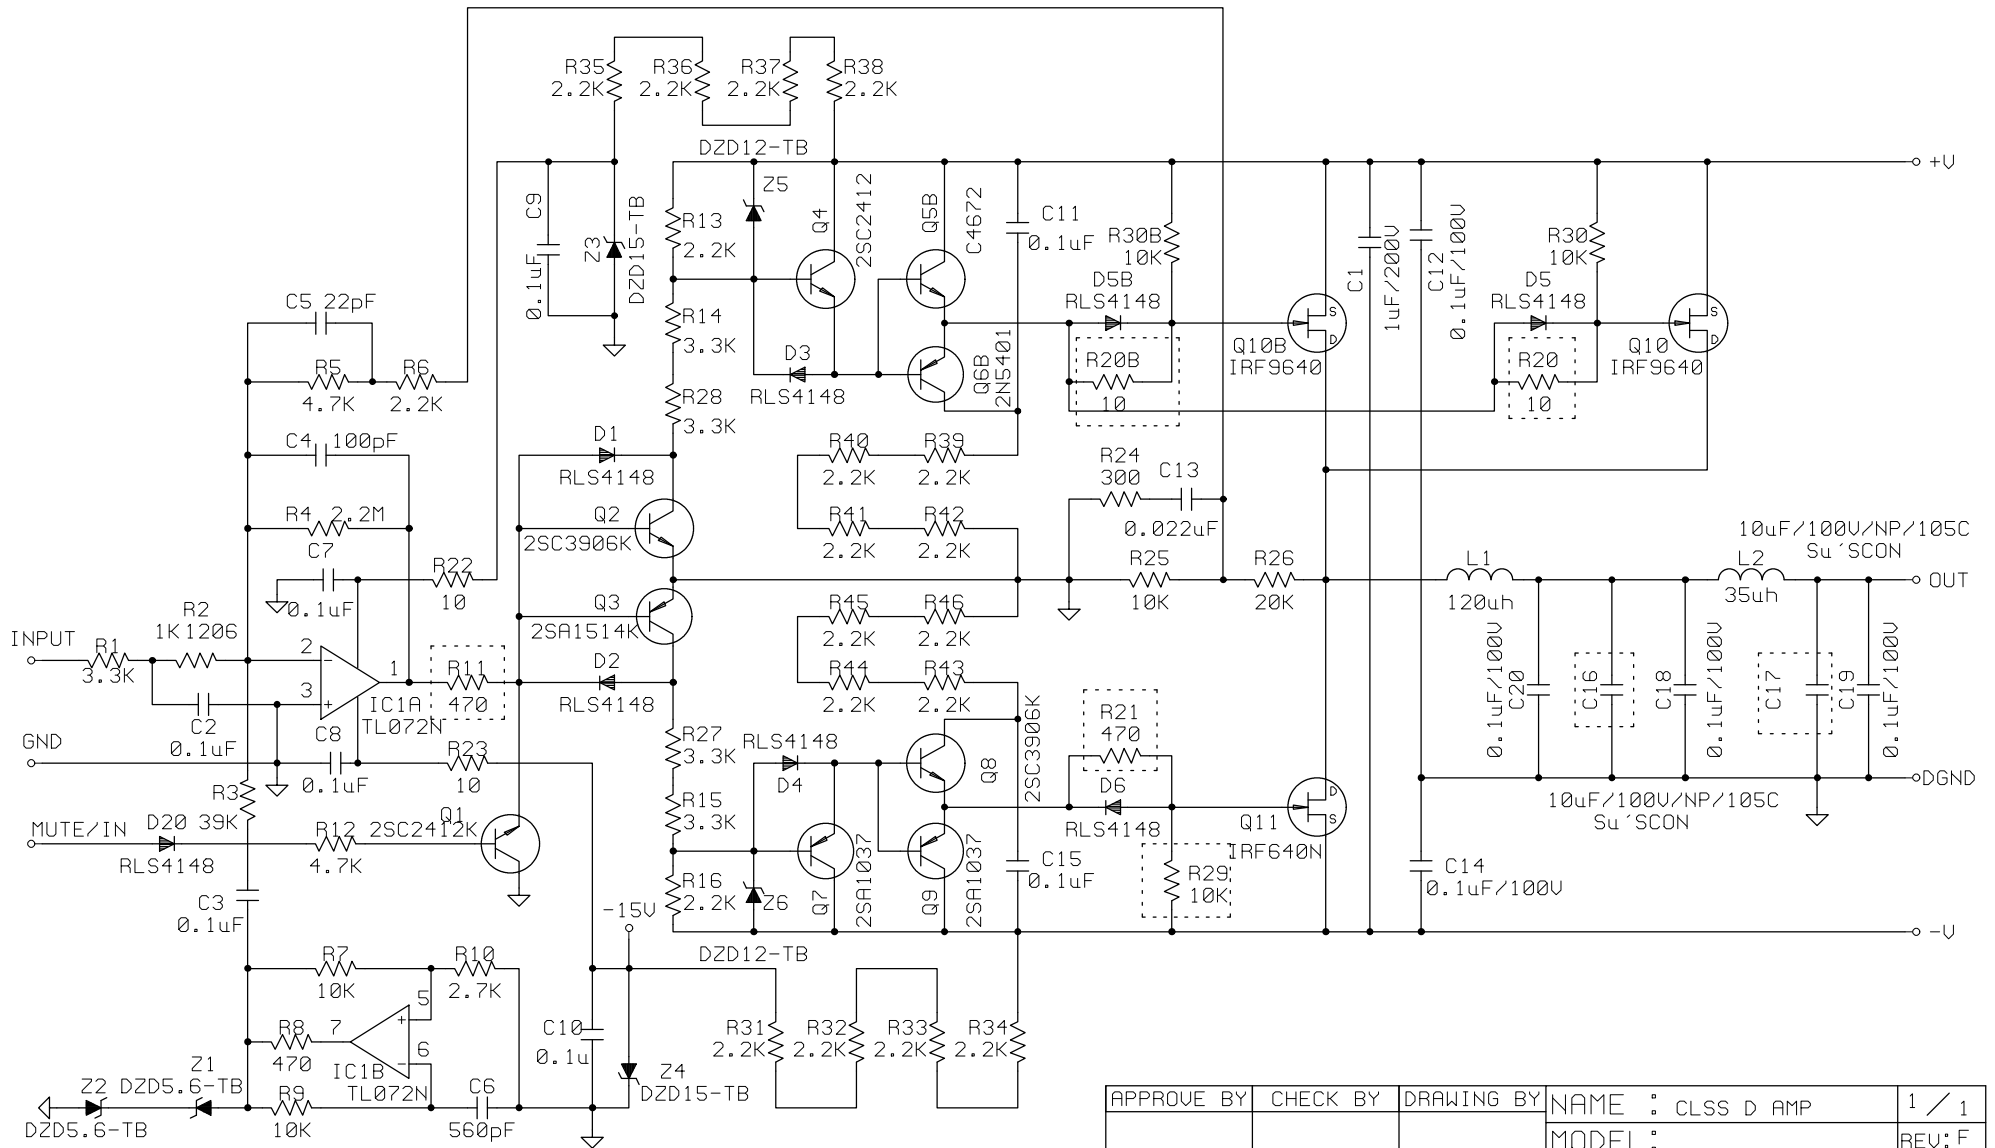 R35
2.2K
R36
2.2K
R37
2.2K
R38
2.2K
DZD12-TB
+V
Z5
Q4
2SC2412
Q5B
C4672
C9
0.1uF
Z3
DZD15-TB
R13
2.2K
C11
0.1uF
R30B
10K
C1
1uF/200V
C12
0.1uF/100V
R30
10K
D5B
RLS4148
D5
RLS4148
C5 22pF
R14
3.3K
S
D
S
D
Q10B
IRF9640
Q10
IRF9640
D3
RLS4148
Q6B
2N5401
R20B
10
R20
10
R5
4.7K
R6
2.2K
R28
3.3K
C4 100pF
D1
RLS4148
R40
2.2K
R39
2.2K
R24
300
C13
0.022uF
R4 2.2M
Q2
2SC3906K
R41
2.2K
R42
2.2K
10uF/100V/NP/105C
Su'SCON
C7
0.1uF
R22
10
R25
10K
R26
20K
L1
120uh
L2
35uh
OUT
R2
1K1206
Q3
2SA1514K
R45
2.2K
R46
2.2K
INPUT
R1
3.3K
2
-
3
+
1
IC1A
TL072N
R11
470
D2
RLS4148
R44
2.2K
R43
2.2K
0.1uF/100V
C20
C16
C18
0.1uF/100V
C17
C19
0.1uF/100V
C2
0.1uF
GND
C8
0.1uF
R23
10
R27
3.3K
RLS4148
D4
Q8
2SC3906K
R21
470
D6
RLS4148
DGND
10uF/100V/NP/105C
Su'SCON
R3
39K
R15
3.3K
D
S
Q11
IRF640N
MUTE/IN
D20
RLS4148
R12
4.7K
Q1
2SC2412K
R16
2.2K
Z6
DZD12-TB
Q7
2SA1037
Q9
2SA1037
C15
0.1uF
R29
10K
C14
0.1uF/100V
C3
0.1uF
-15V
-V
R7
10K
R10
2.7K
5
+
6
-
7
R8
470
IC1B
TL072N
C10
0.1u
Z4
DZD15-TB
R31
2.2K
R32
2.2K
R33
2.2K
R34
2.2K
Z2
DZD5.6-TB
Z1
DZD5.6-TB
R9
10K
C6
560pF
APPROVE BY
CHECK BY
DRAWING BY
NAME : CLSS D AMP
1/1
MODEL:
REV:F